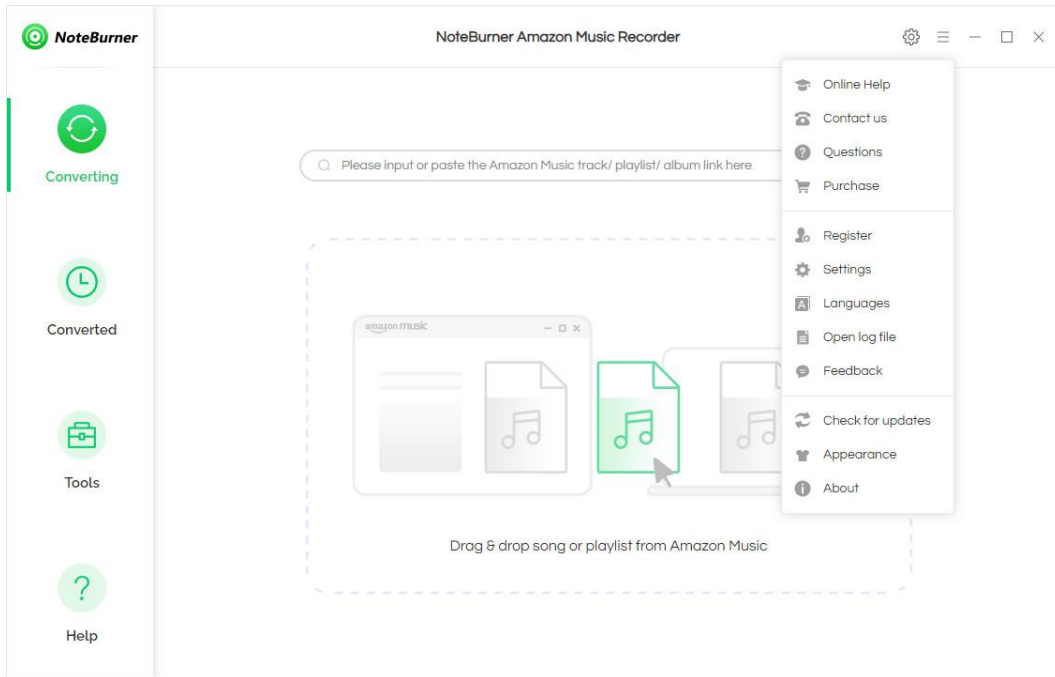 NoteBurner
NoteBurner Amazon Music Recorder
Converting
Converted
Tools
Help
Please input or paste the Amazon Music track/ playlist/ album link here
amazon music
Drag & drop song or playlist from Amazon Music
Online Help
Contact us
Questions
Purchase
Register
Settings
Languages
Open log file
Feedback
Check for updates
Appearance
About